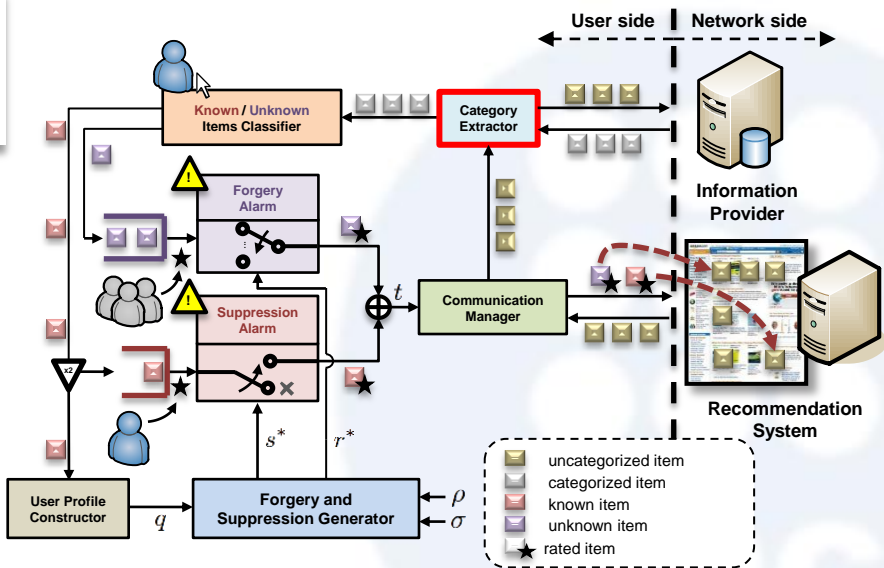 User side
Network side
Known / Unknown
Items Classifier
Category
Extractor
Information
Provider
!
Forgery
Alarm
!
Suppression
Alarm
t
Communication
Manager
x2
Recommendation
System
s*
r*
User Profile
Constructor
q
Forgery and
Suppression Generator
ρ
σ
uncategorized item
categorized item
known item
unknown item
rated item